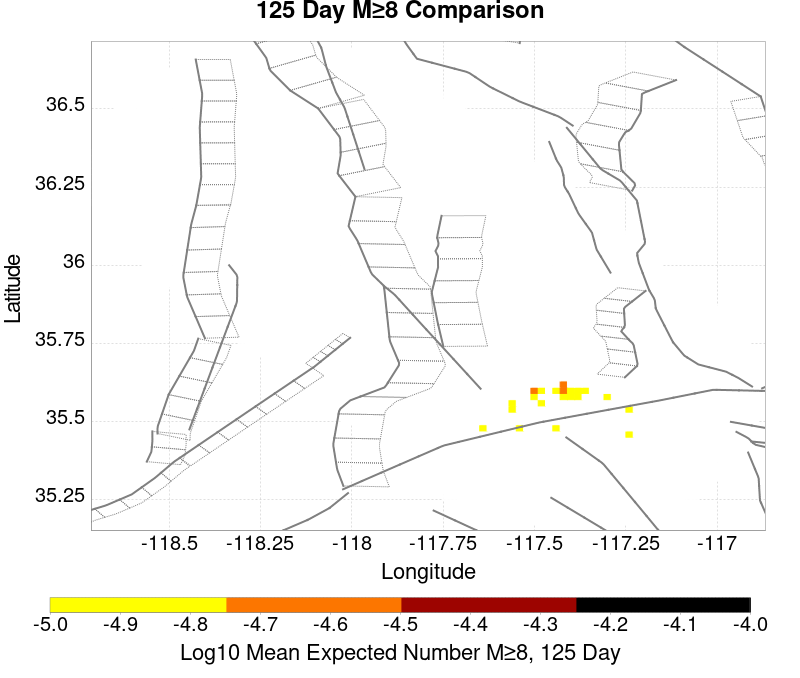 125 Day M≥8 Comparison
36.5
36.25
36
35.75
35.5
35.25
Latitude
-118.5 -118.25 -118 -117.75 -117.5 -117.25 -117
Longitude
-5.0 -4.9 -4.8 -4.7 -4.6 -4.5 -4.4 -4.3 -4.2 -4.1 -4.0
Log10 Mean Expected Number M≥8, 125 Day